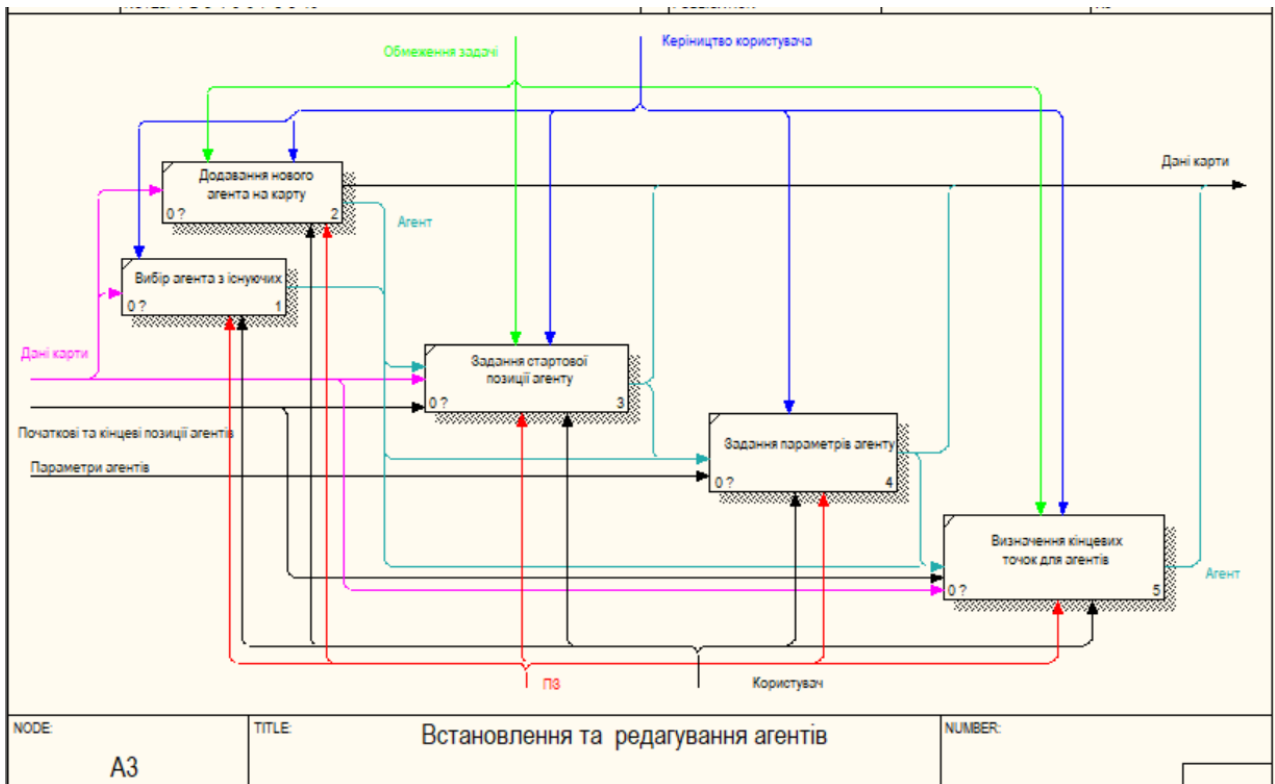 Обмеження задачі
Керіництво користувача
Дані карти
Додавання нового
агента на карту
0 ?
2
Агент
Вибір агента з існуючих
0 ?
1
Дані карти
Задання стартової
позиції агенту
0 ?
3
Початкові та кінцеві позиції агентів
Параметри агентів
Задання параметрів агенту
0 ?
4
Визначення кінцевих
точок для агентів
0 ?
5
Агент
ПЗ
Користувач
NODE:
TITLE:
NUMBER:
Встановлення та редагування агентів
А3